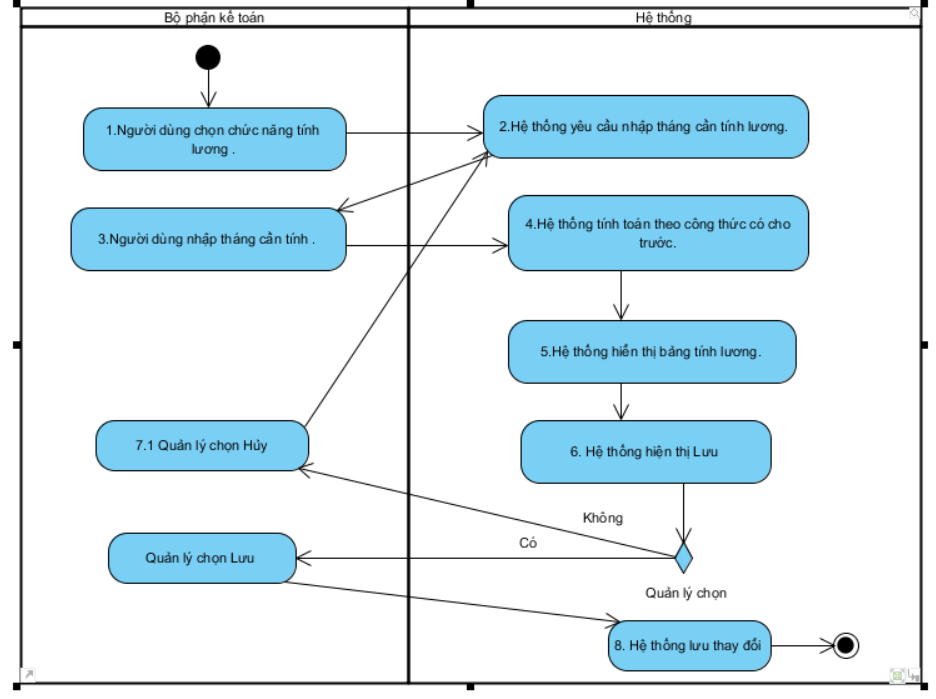 Bộ phận kế toán
Hệ thống
1.Người dùng chọn chức năng tính
lương .
2.Hệ thống yêu cầu nhập tháng cần tính lương.
3.Người dùng nhập tháng cần tính .
4.Hệ thống tính toán theo công thức có cho
trước.
5.Hệ thống hiển thị bảng tính lương.
7.1 Quản lý chọn Hủy
6. Hệ thống hiện thị Lưu
Không
Có
Quản lý chọn Lưu
Quản lý chọn
8. Hệ thống lưu thay đổi